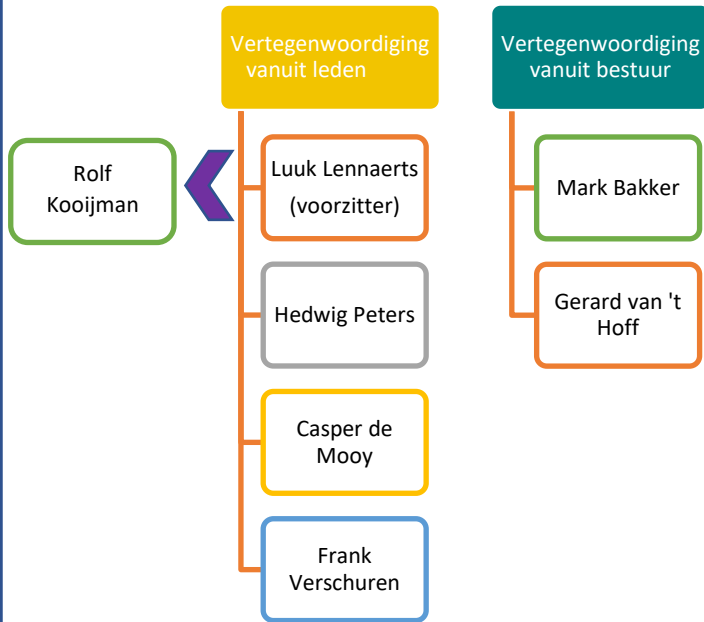 Vertegenwoordiging
vanuit leden
Vertegenwoordiging
vanuit bestuur
Rolf
Kooijman
Luuk Lennaerts
(voorzitter)
Hedwig Peters
Casper de
Mooy
Frank
Verschuren
Mark Bakker
Gerard van 't
Hoff